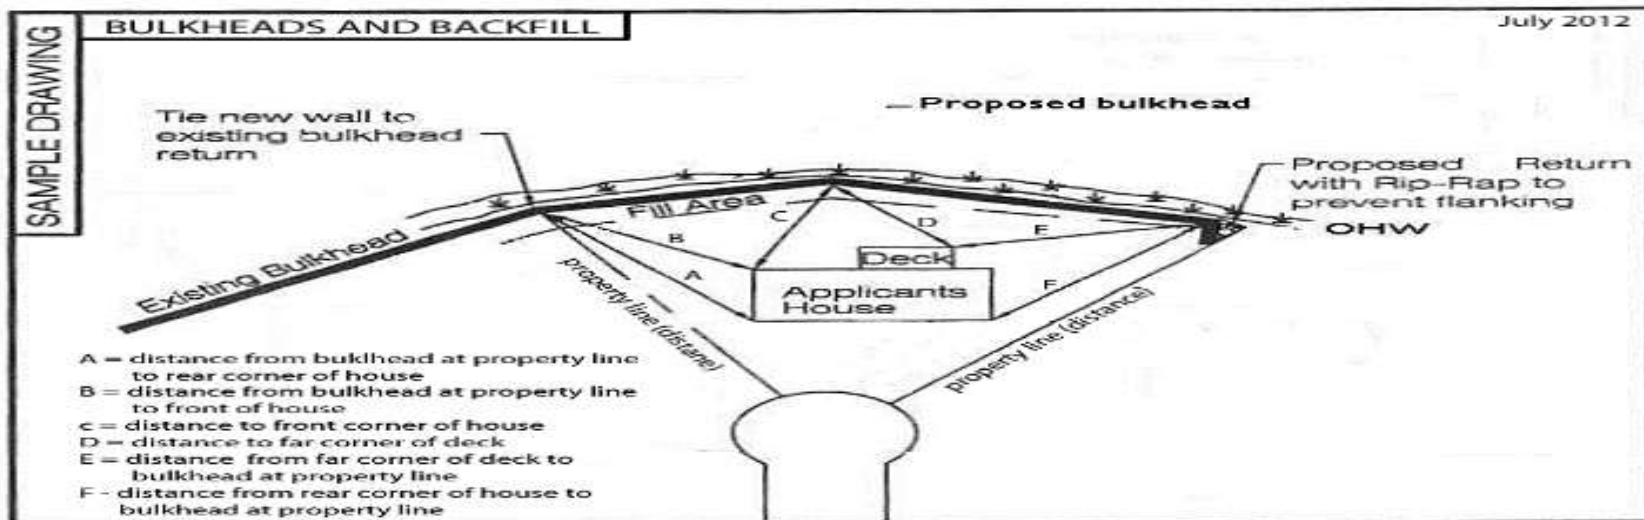 SAMPLE DRAWING
BULKHEADS AND BACKFILL
July 2012
Proposed bulkhead
Tie new wall to
existing bulkhead
return
Proposed Return
with Rip-Rap to
prevent flanking
OHW
Fill Area
Existing Bulkhead
C
D
B
E
A
F
Deck
Applicants
House
property line (distane)
property line (distance)
A = distance from buklhead at property line
to rear corner of house
B = distance from bulkhead at property line
to front of house
c = distance to front corner of house
D = distance to far corner of deck
E = distance from far corner of deck to
bulkhead at property line
F - distance from rear corner of house to
bulkhead at property line